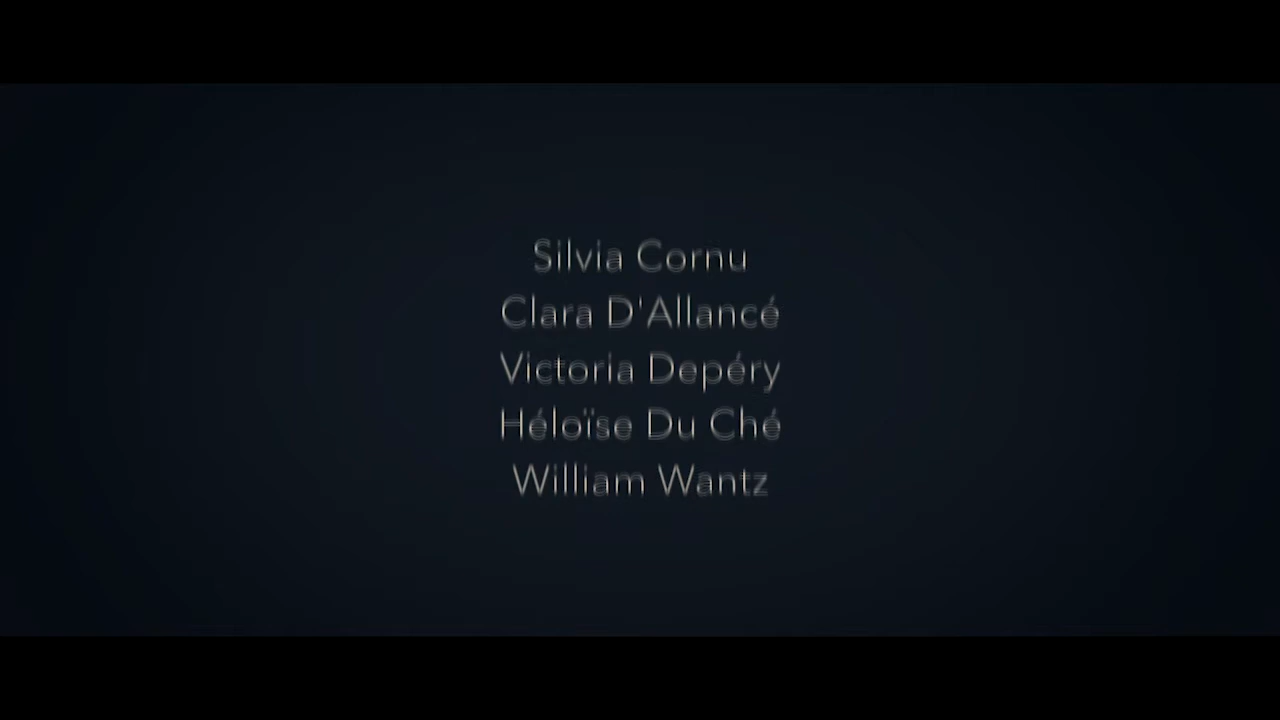 Silvia Cornu
Clara D'Allancé
Victoria Depéry
Héloïse Du Ché
William Wantz